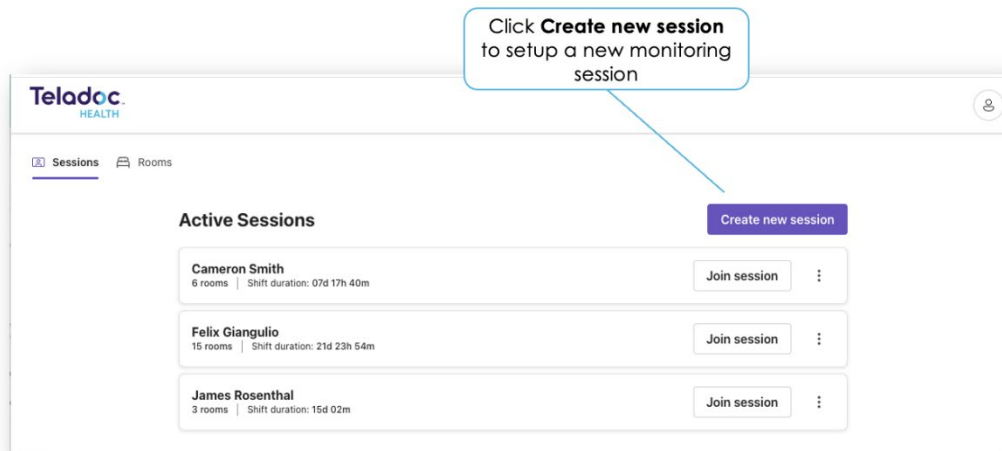 Click Create new session
to setup a new monitoring
session
Teladoc
HEALTH
Sessions Rooms
Active Sessions
Create new session
Cameron Smith
6 rooms | Shift duration: 07d 17h 40m
Join session
Felix Giangulio
15 rooms | Shift duration: 21d 23h 54m
Join session
James Rosenthal
3 rooms | Shift duration: 15d 02m
Join session